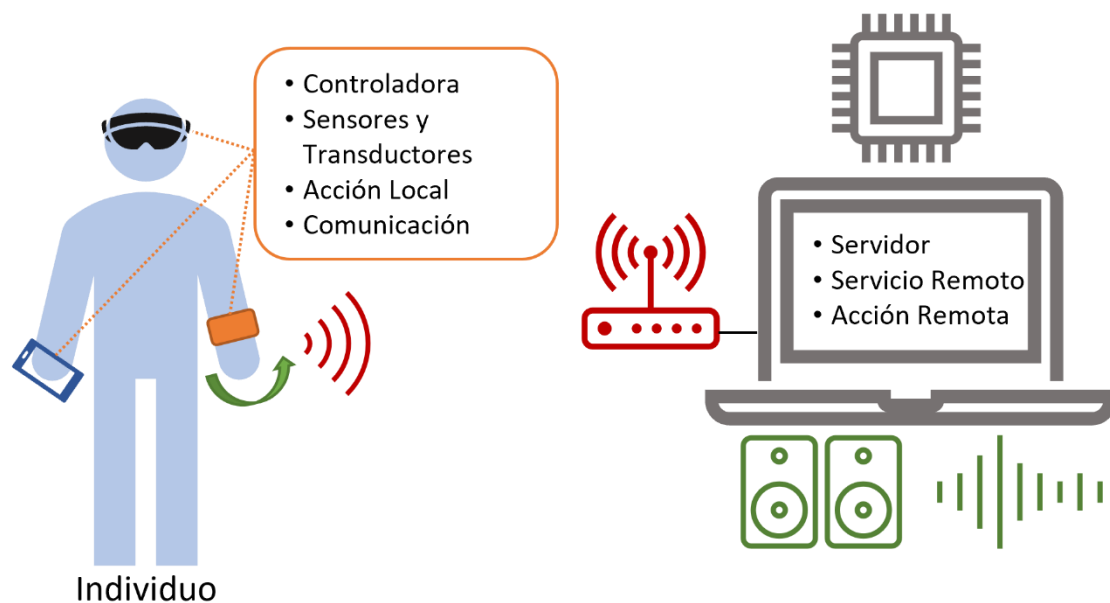 • Controladora
• Sensores y
Transductores
• Acción Local
• Comunicación
• Servidor
• Servicio Remoto
• Acción Remota
Individuo